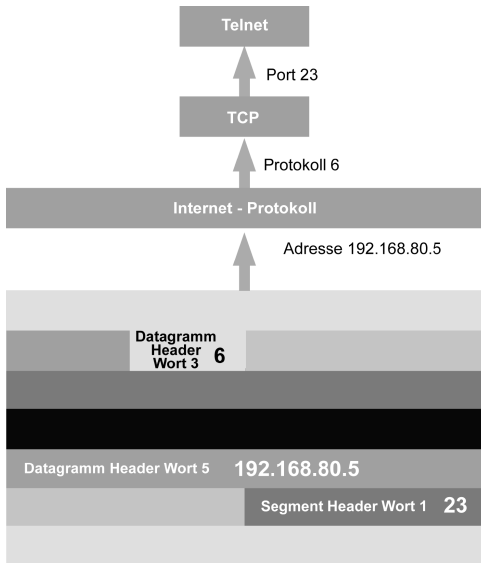 Telnet
Port 23
TCP
Protokoll 6
Internet - Protokoll
Adresse 192.168.80.5
Datagramm
Header
Wort 3 6
Datagramm Header Wort 5 192.168.80.5
Segment Header Wort 1 23